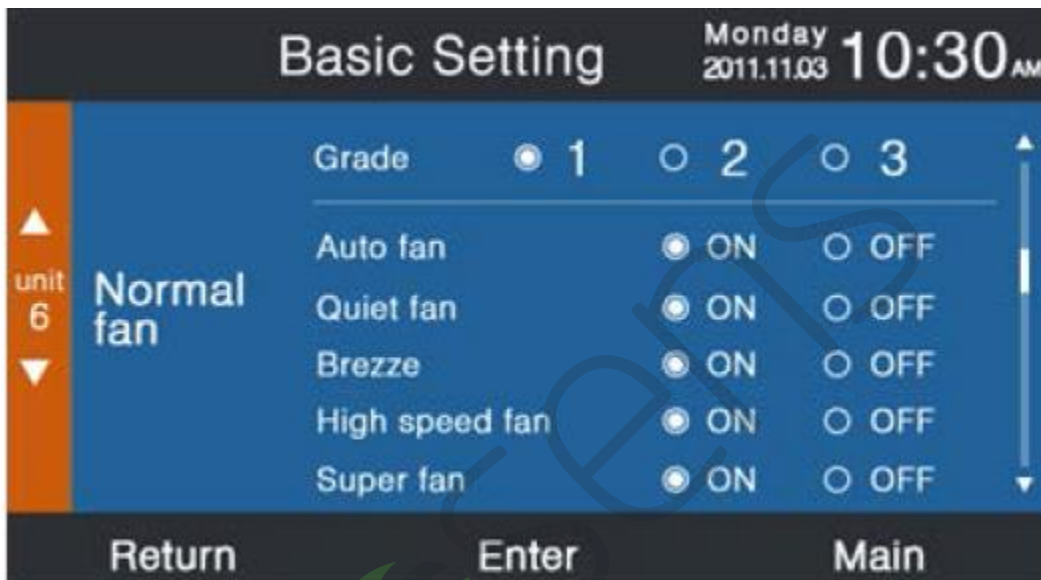 Basic Setting
Monday
2011.11.03
10:30 AM
Grade 1 2 3
unit
6
Normal
fan
Auto fan ON OFF
Quiet fan ON OFF
Brezze ON OFF
High speed fan ON OFF
Super fan ON OFF
Return Enter Main